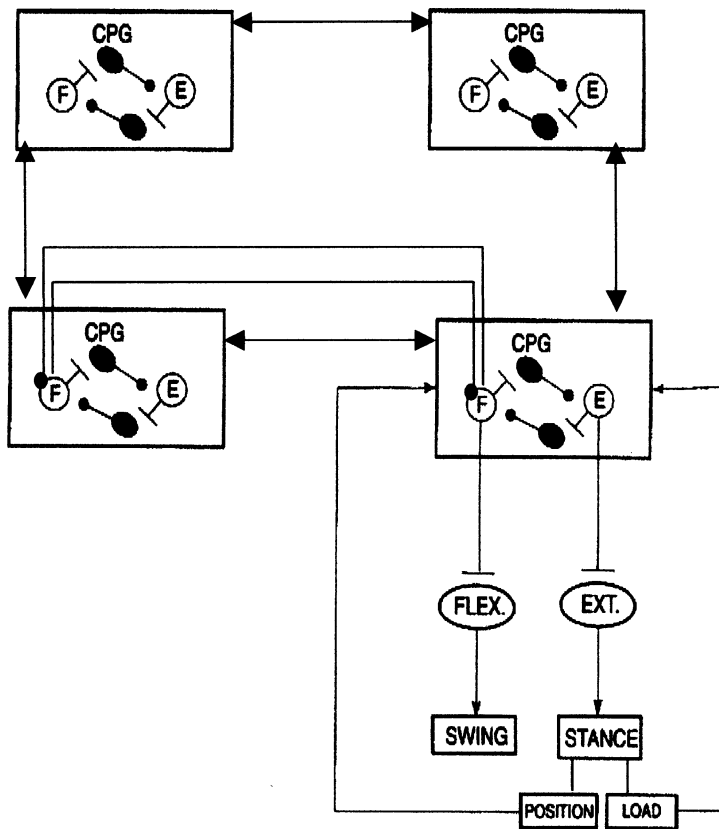 CPG
F
E
CPG
F
E
CPG
F
E
CPG
F
E
FLEX.
EXT.
SWING
STANCE
POSITION
LOAD